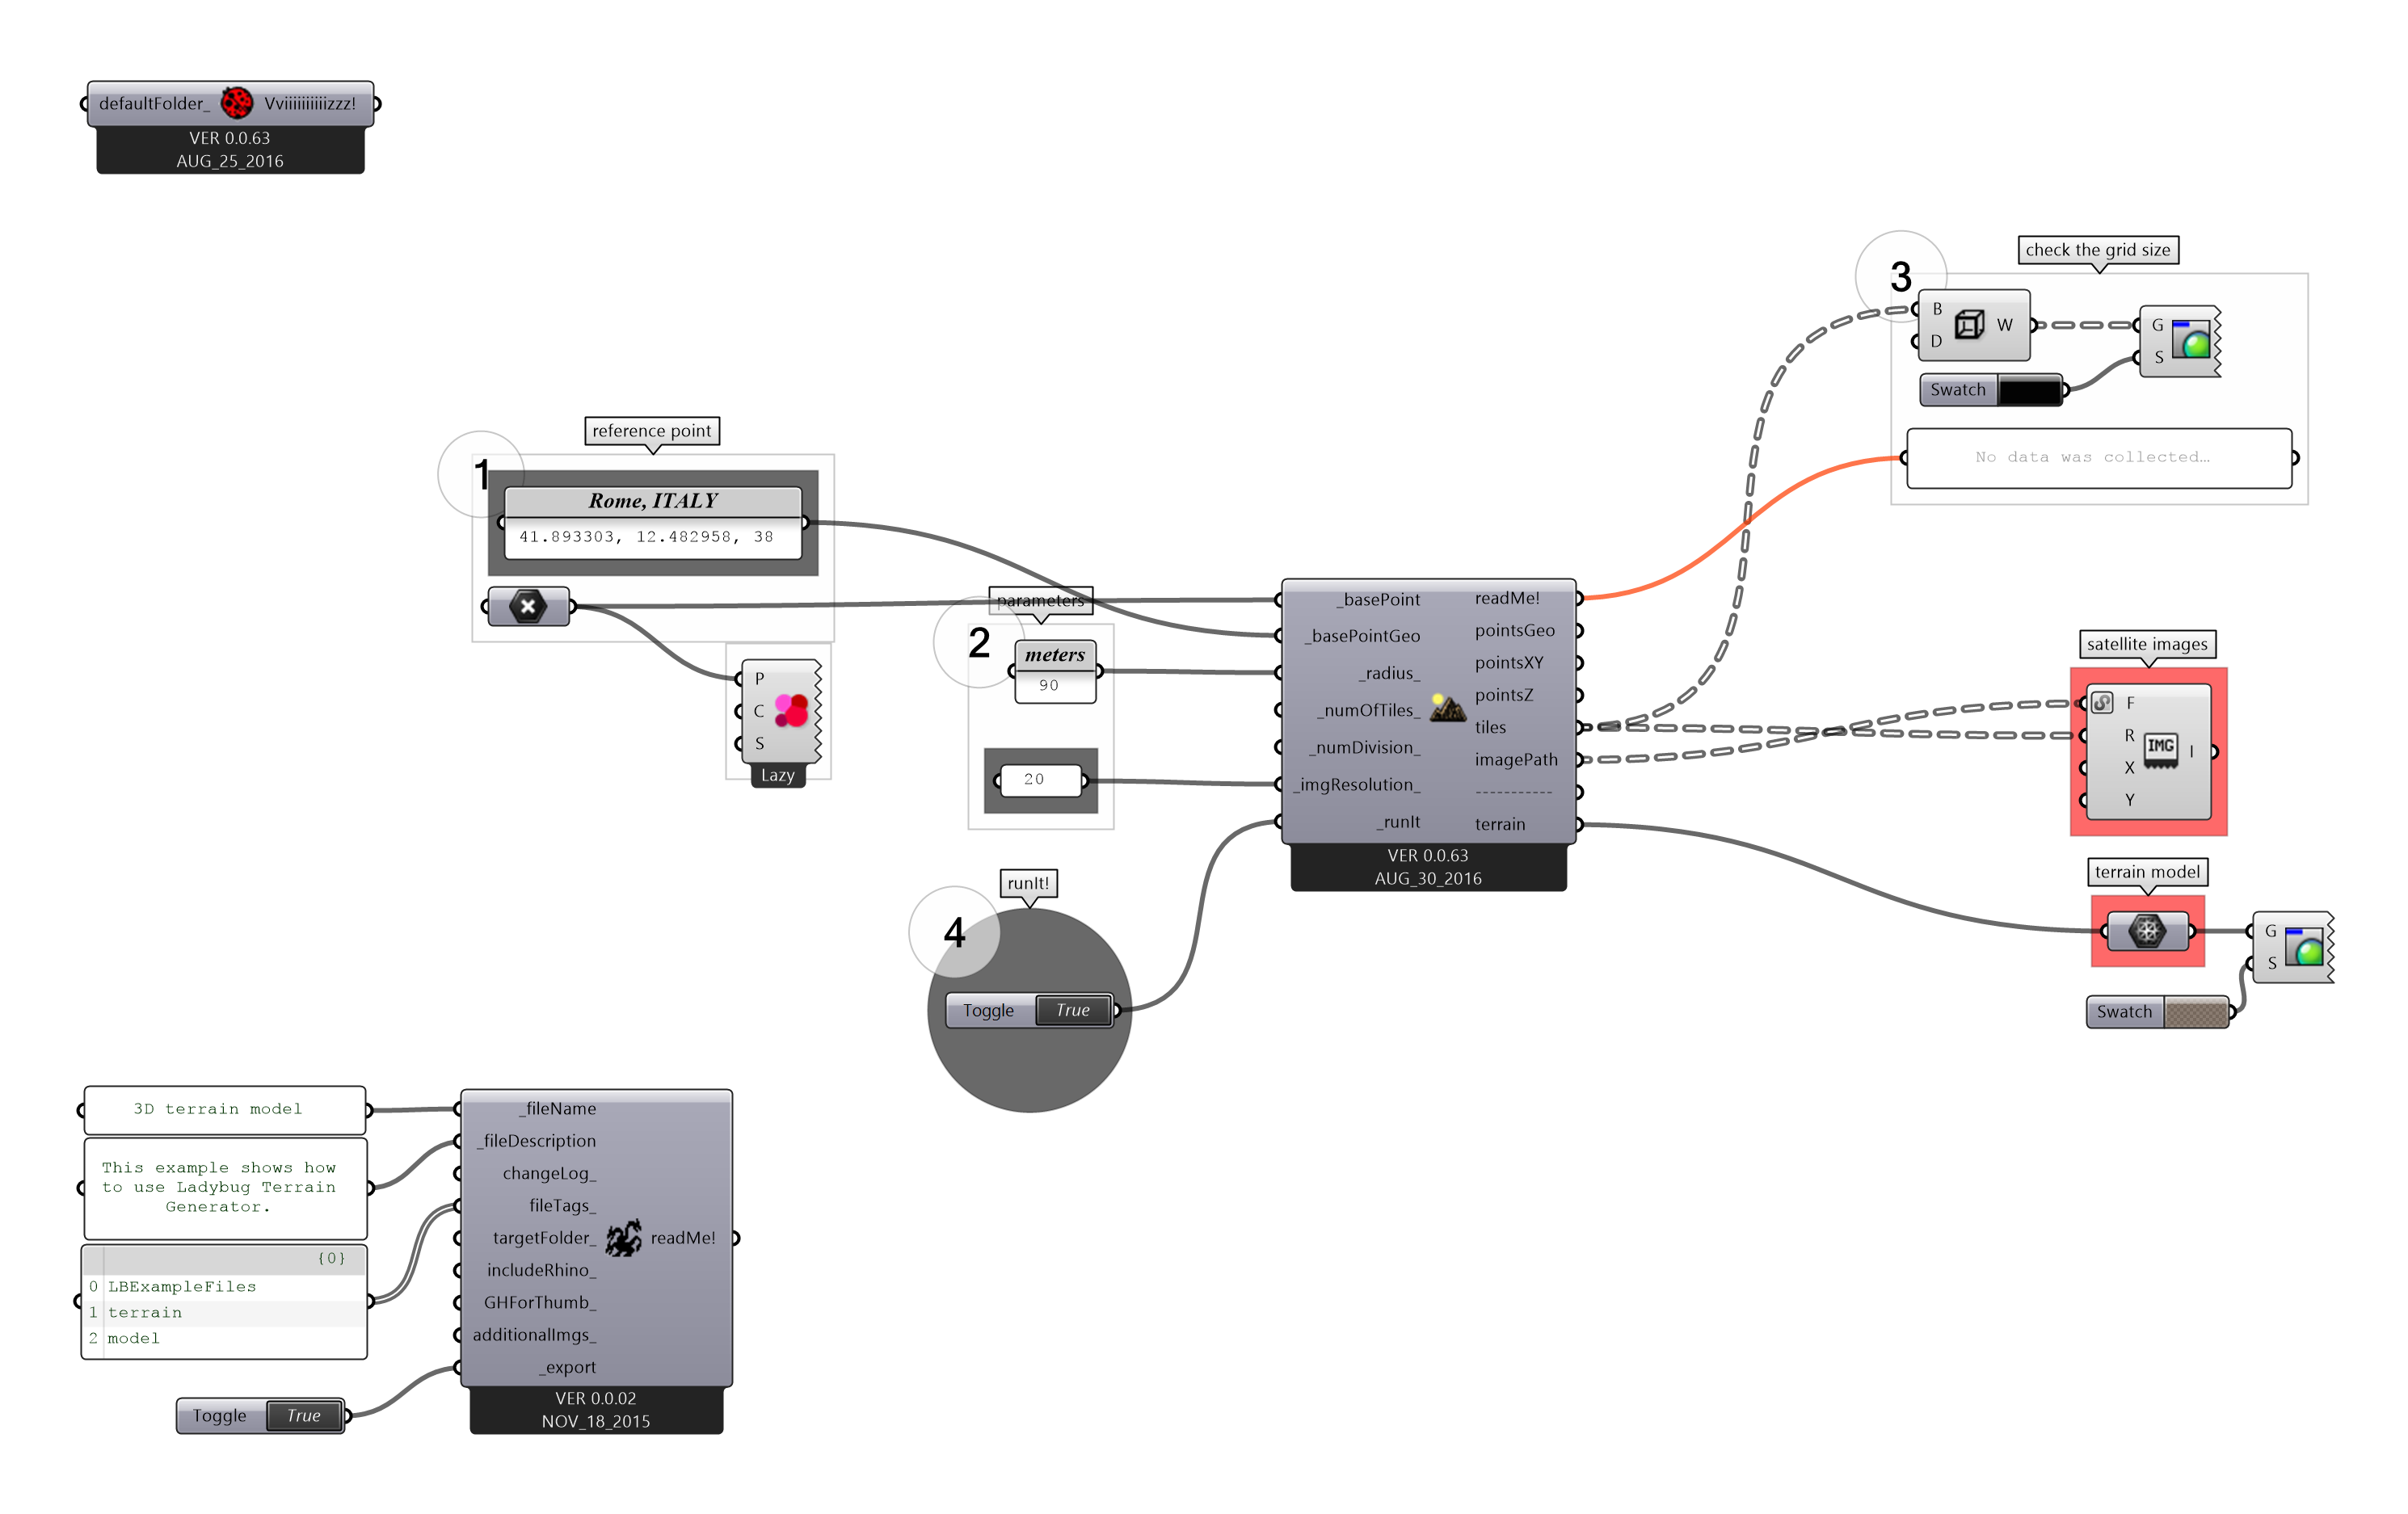 defaultFolder_ Vviiiiiiiiiizzz!
VER 0.0.63
AUG_25_2016
check the grid size
3
B
W
D
G
S
Swatch
No data was collected…
reference point
1
Rome, ITALY
41.893303, 12.482958, 38
P
C
S
Lazy
parameters
2
meters
90
20
_basePoint
_basePointGeo
_radius_
_numOfTiles_
_numDivision_
_imgResolution_
_runIt
readMe!
pointsGeo
pointsXY
pointsZ
tiles
imagePath
-----------
terrain
VER 0.0.63
AUG_30_2016
satellite images
F
R
X
Y
IMG
I
terrain model
G
S
Swatch
runIt!
4
Toggle True
3D terrain model
This example shows how
to use Ladybug Terrain
Generator.
{0}
0 LBExampleFiles
1 terrain
2 model
Toggle True
_fileName
_fileDescription
changeLog_
fileTags_
targetFolder_
includeRhino_
GHForThumb_
additionalImgs_
_export
readMe!
VER 0.0.02
NOV_18_2015